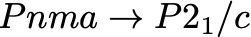 Pnma → P2₁/c